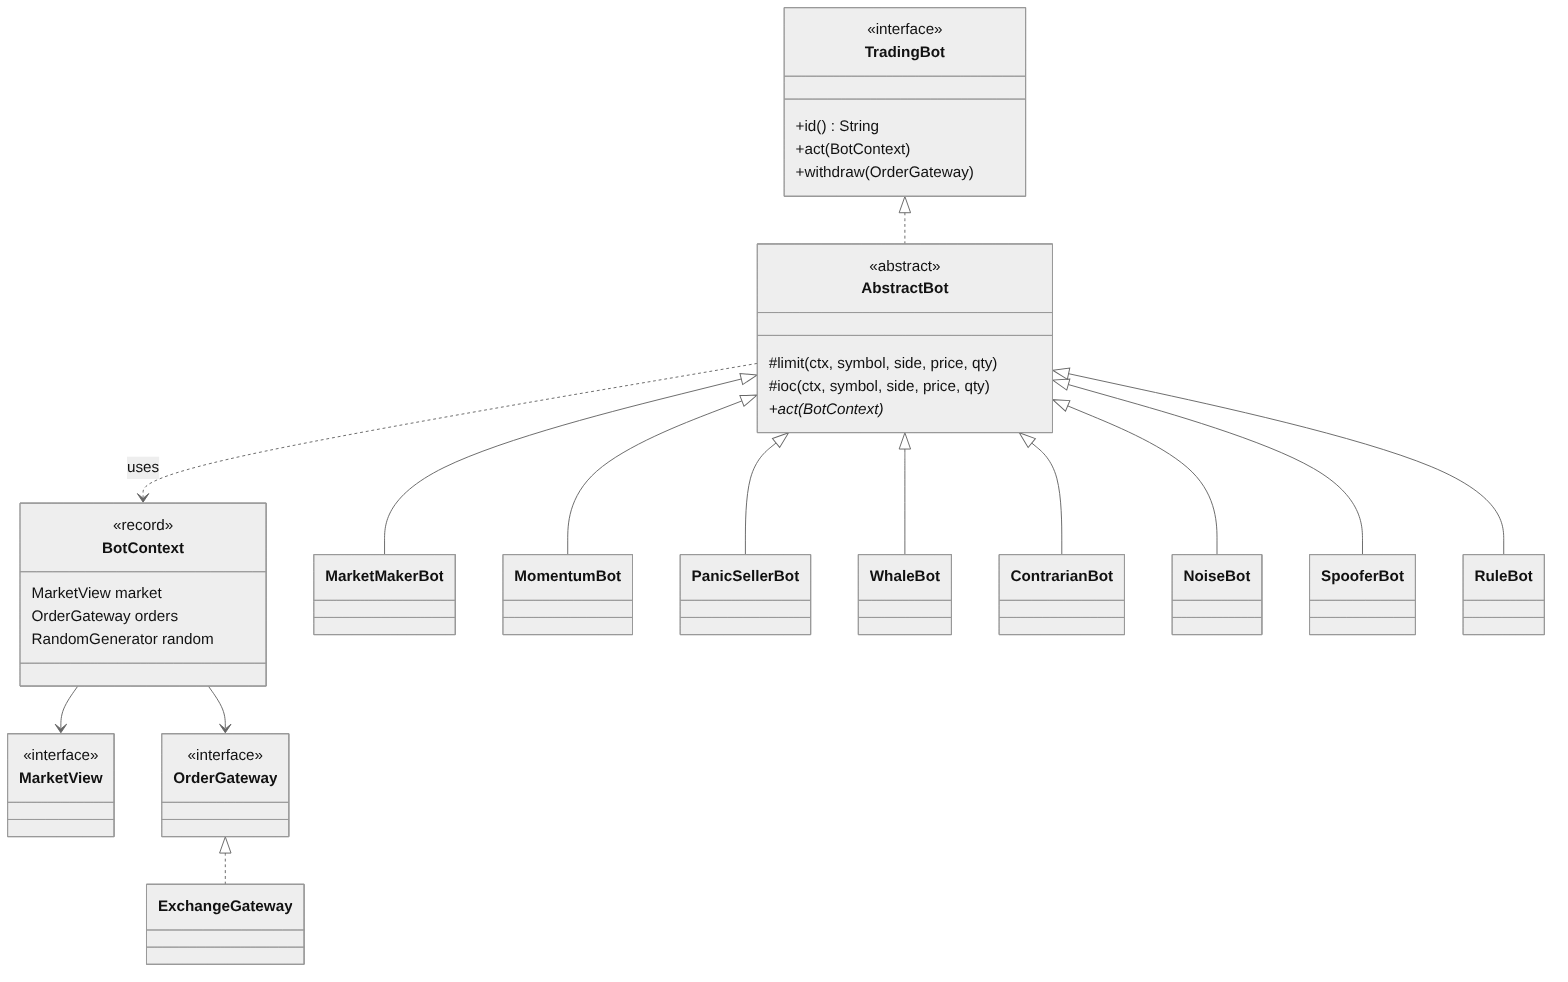 «interface»
TradingBot
+id() : String
+act(BotContext)
+withdraw(OrderGateway)
«abstract»
AbstractBot
#limit(ctx, symbol, side, price, qty)
#ioc(ctx, symbol, side, price, qty)
+act(BotContext)
uses
«record»
BotContext
MarketView market
OrderGateway orders
RandomGenerator random
MarketMakerBot
MomentumBot
PanicSellerBot
WhaleBot
ContrarianBot
NoiseBot
SpooferBot
RuleBot
«interface»
MarketView
«interface»
OrderGateway
ExchangeGateway